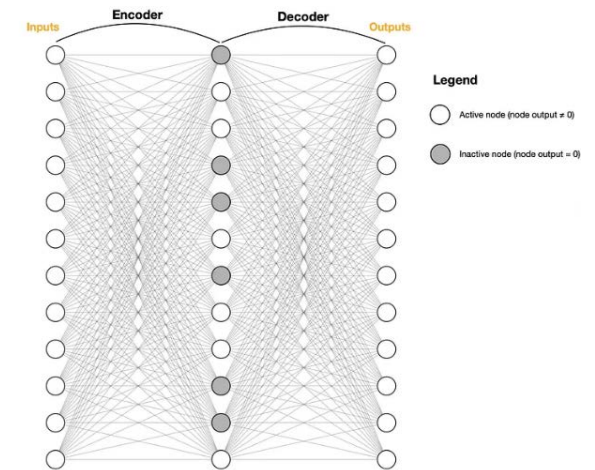 Encoder
Decoder
Inputs
Outputs
Legend
Active node (node output ≠ 0)
Inactive node (node output = 0)